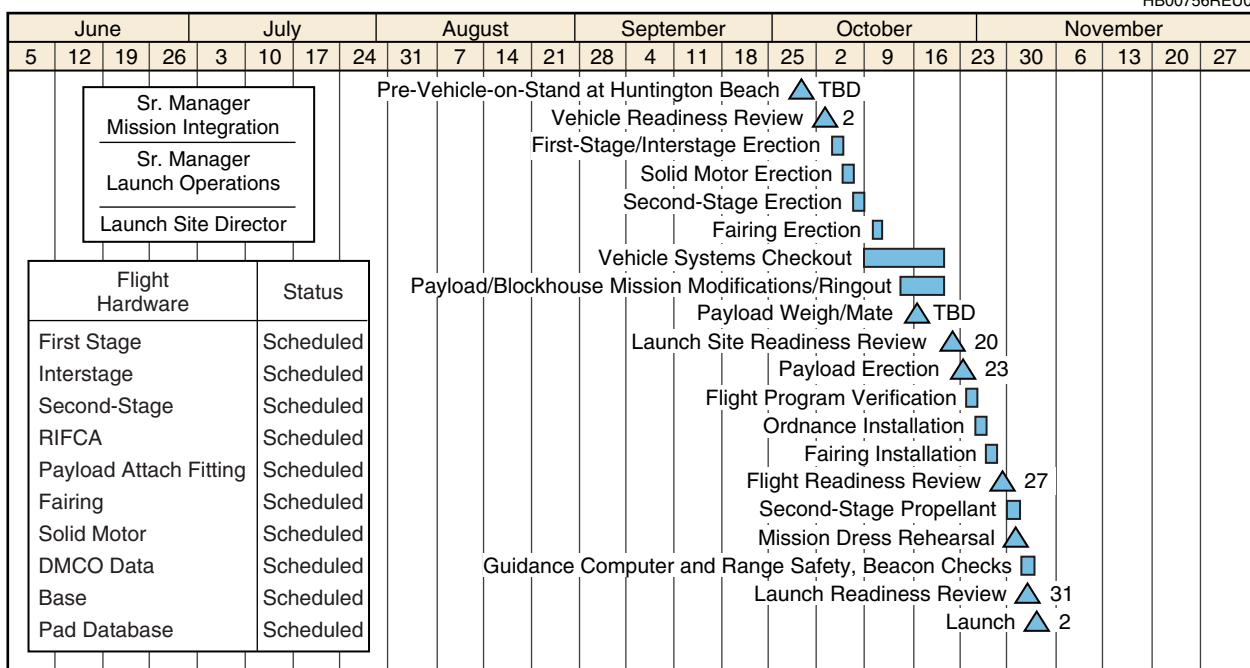 HB00756REU0
June July August September October November
5 12 19 26 3 10 17 24 31 7 14 21 28 4 11 18 25 2 9 16 23 30 6 13 20 27
Sr. Manager
Mission Integration
Sr. Manager
Launch Operations
Launch Site Director
Flight
Hardware
Status
First Stage Scheduled
Interstage Scheduled
Second-Stage Scheduled
RIFCA Scheduled
Payload Attach Fitting Scheduled
Fairing Scheduled
Solid Motor Scheduled
DMCO Data Scheduled
Base Scheduled
Pad Database Scheduled
Pre-Vehicle-on-Stand at Huntington Beach TBD
Vehicle Readiness Review 2
First-Stage/Interstage Erection
Solid Motor Erection
Second-Stage Erection
Fairing Erection
Vehicle Systems Checkout
Payload/Blockhouse Mission Modifications/Ringout
Payload Weigh/Mate TBD
Launch Site Readiness Review 20
Payload Erection 23
Flight Program Verification
Ordnance Installation
Fairing Installation
Flight Readiness Review 27
Second-Stage Propellant
Mission Dress Rehearsal
Guidance Computer and Range Safety, Beacon Checks
Launch Readiness Review 31
Launch 2